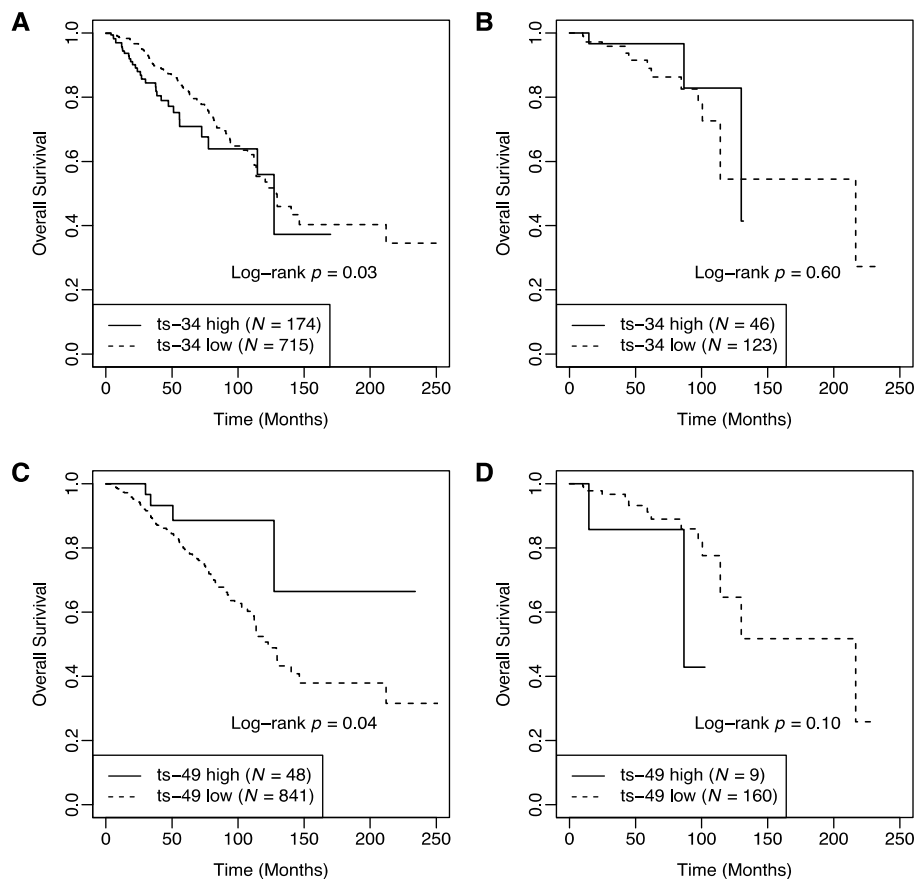 A
Overall Surivival
1.0
0.8
0.6
0.4
0.2
0.0
Log−rank p = 0.03
ts−34 high (N = 174)
ts−34 low (N = 715)
0 50 100 150 200 250
Time (Months)
B
Overall Surivival
1.0
0.8
0.6
0.4
0.2
0.0
Log−rank p = 0.60
ts−34 high (N = 46)
ts−34 low (N = 123)
0 50 100 150 200 250
Time (Months)
C
Overall Surivival
1.0
0.8
0.6
0.4
0.2
0.0
Log−rank p = 0.04
ts−49 high (N = 48)
ts−49 low (N = 841)
0 50 100 150 200 250
Time (Months)
D
Overall Surivival
1.0
0.8
0.6
0.4
0.2
0.0
Log−rank p = 0.10
ts−49 high (N = 9)
ts−49 low (N = 160)
0 50 100 150 200 250
Time (Months)